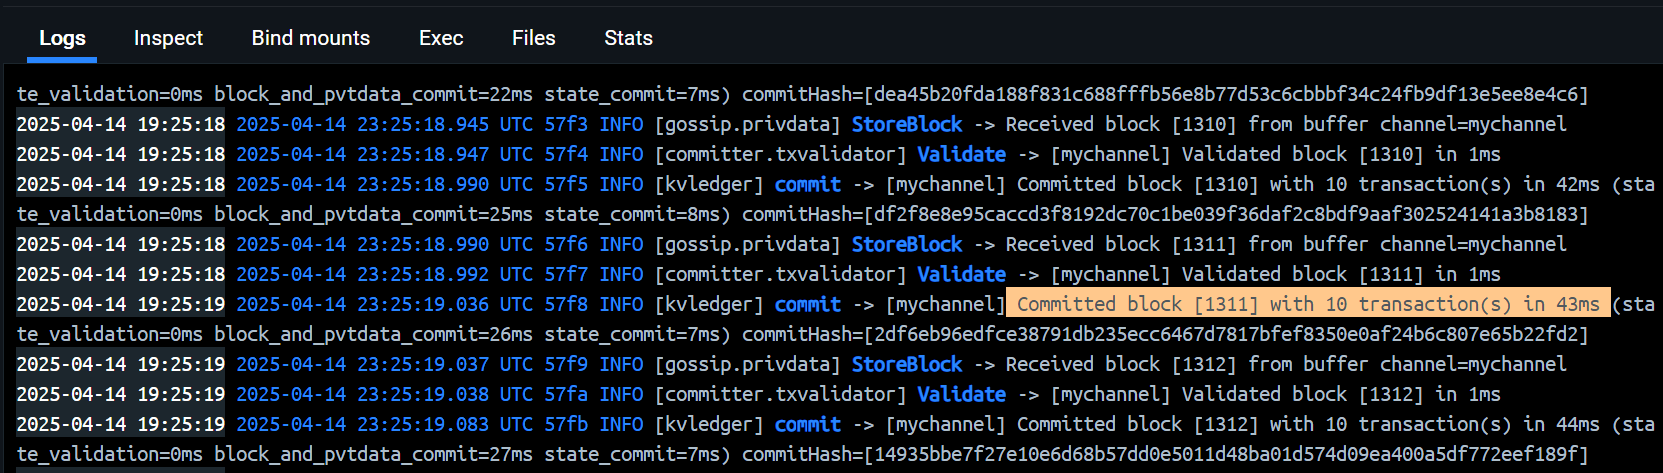 Logs Inspect Bind mounts Exec Files Stats
te_validation=0ms block_and_pvtdata_commit=22ms state_commit=7ms) commitHash=[dea45b20fda188f831c688fffb56e8b77d53c6cbbbf34c24fb9df13e5ee8e4c6]
2025-04-14 19:25:18 2025-04-14 23:25:18.945 UTC 57f3 INFO [gossip.privdata] StoreBlock -> Received block [1310] from buffer channel=mychannel
2025-04-14 19:25:18 2025-04-14 23:25:18.947 UTC 57f4 INFO [committer.txvalidator] Validate -> [mychannel] Validated block [1310] in 1ms
2025-04-14 19:25:18 2025-04-14 23:25:18.990 UTC 57f5 INFO [kvledger] commit -> [mychannel] Committed block [1310] with 10 transaction(s) in 42ms (sta
te_validation=0ms block_and_pvtdata_commit=25ms state_commit=8ms) commitHash=[df2f8e8e95caccd3f8192dc70c1be039f36daf2c8bdf9aaf302524141a3b8183]
2025-04-14 19:25:18 2025-04-14 23:25:18.990 UTC 57f6 INFO [gossip.privdata] StoreBlock -> Received block [1311] from buffer channel=mychannel
2025-04-14 19:25:18 2025-04-14 23:25:18.992 UTC 57f7 INFO [committer.txvalidator] Validate -> [mychannel] Validated block [1311] in 1ms
2025-04-14 19:25:19 2025-04-14 23:25:19.036 UTC 57f8 INFO [kvledger] commit -> [mychannel] Committed block [1311] with 10 transaction(s) in 43ms (sta
te_validation=0ms block_and_pvtdata_commit=26ms state_commit=7ms) commitHash=[2df6eb96edfce38791db235ecc6467d7817bfef8350e0af24b6c807e65b22fd2]
2025-04-14 19:25:19 2025-04-14 23:25:19.037 UTC 57f9 INFO [gossip.privdata] StoreBlock -> Received block [1312] from buffer channel=mychannel
2025-04-14 19:25:19 2025-04-14 23:25:19.038 UTC 57fa INFO [committer.txvalidator] Validate -> [mychannel] Validated block [1312] in 1ms
2025-04-14 19:25:19 2025-04-14 23:25:19.083 UTC 57fb INFO [kvledger] commit -> [mychannel] Committed block [1312] with 10 transaction(s) in 44ms (sta
te_validation=0ms block_and_pvtdata_commit=27ms state_commit=7ms) commitHash=[14935bbe7f27e10e6d68b57dd0e5011d48ba01d574d09ea400a5df772eef189f]